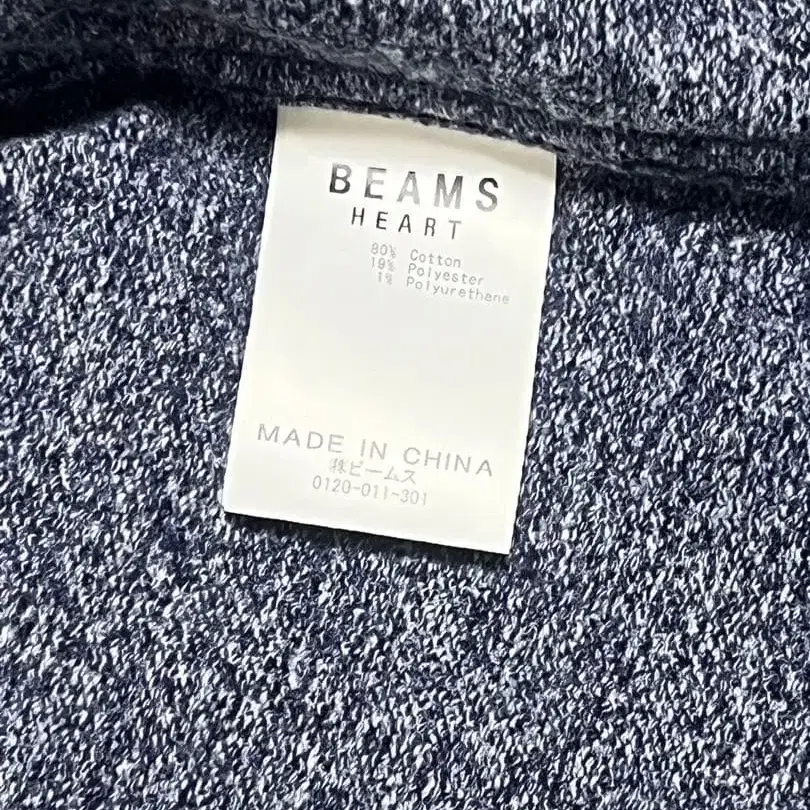 BEAMS
HEART
80% Cotton
19% Polyester
1% Polyurethane
MADE IN CHINA
㈱ビームス
0120-011-301